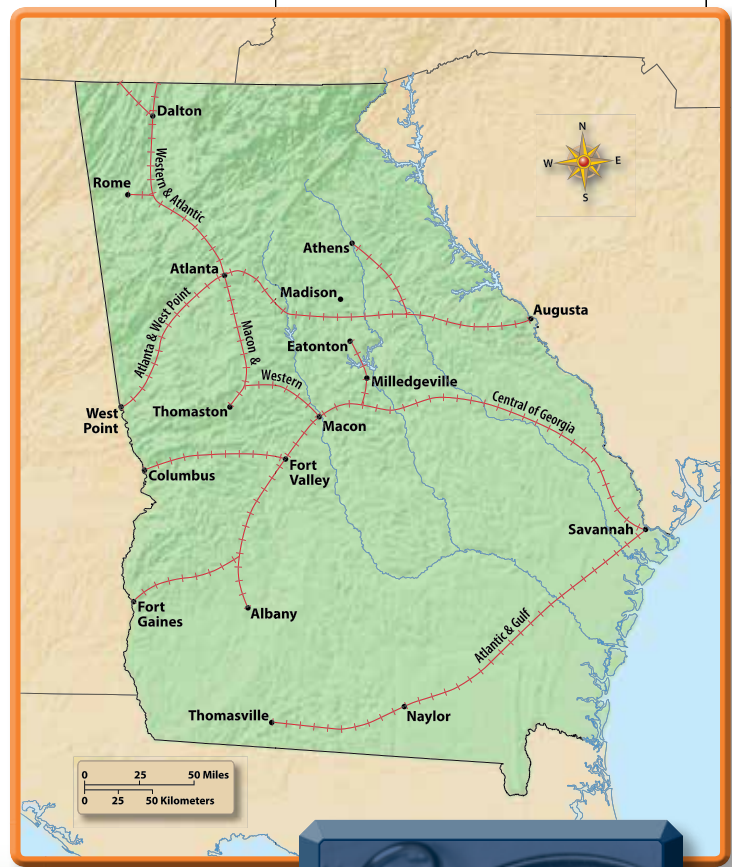 Dalton
N
W
E
S
Western & Atlantic
Rome
Athens
Atlanta
Madison
Augusta
Atlanta & West Point
Macon &
Western
Eatonton
Milledgeville
Central of Georgia
West
Point
Thomaston
Macon
Columbus
Fort
Valley
Savannah
Fort
Gaines
Albany
Atlantic & Gulf
Thomasville
Naylor
0 25 50 Miles
0 25 50 Kilometers